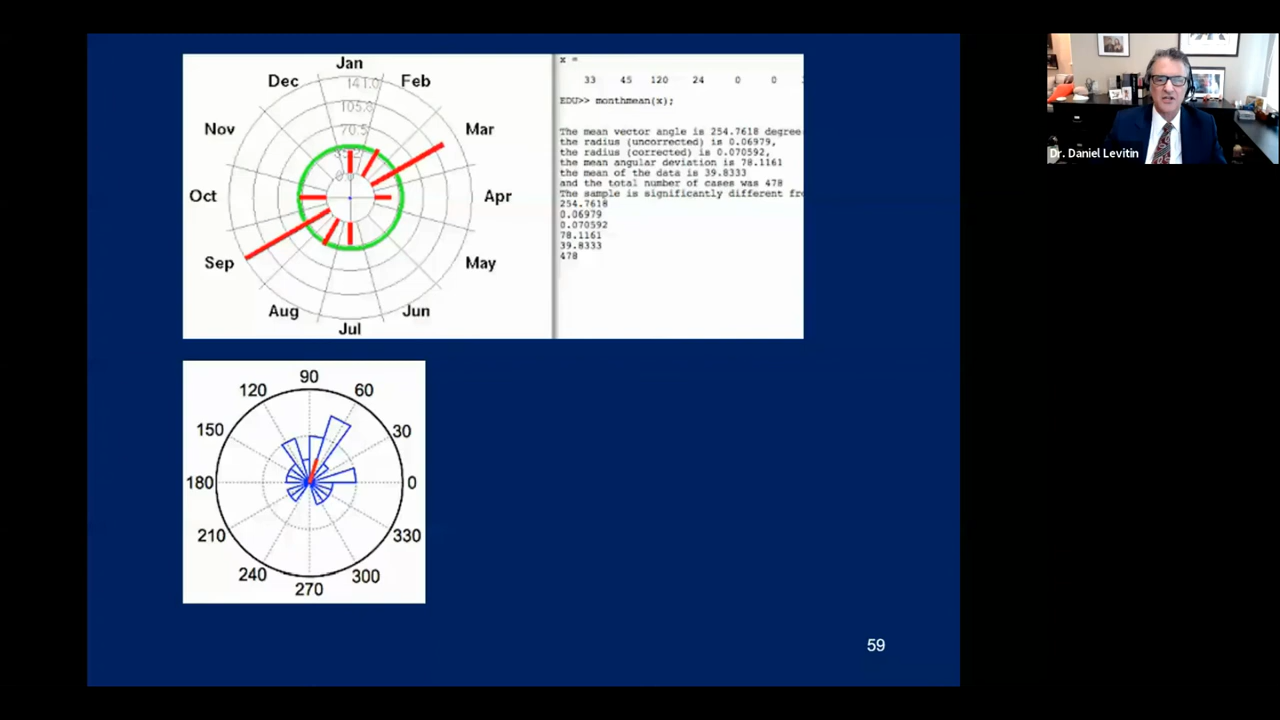 Jan
Dec
141.0
Feb
105.8
Nov
70.5
Mar
0.0
Oct
Apr
Sep
May
Aug
Jun
Jul
x =
33 45 120 24 0 0
EDU>> monthmean(x);
The mean vector angle is 254.7618 degree
the radius (uncorrected) is 0.06979,
the radius (corrected) is 0.070592,
the mean angular deviation is 78.1161
the mean of the data is 39.8333
and the total number of cases was 478
The sample is significantly different fr
254.7618
0.06979
0.070592
78.1161
39.8333
478
90
120
60
150
30
180
0
210
330
240
300
270
59
Dr. Daniel Levitin